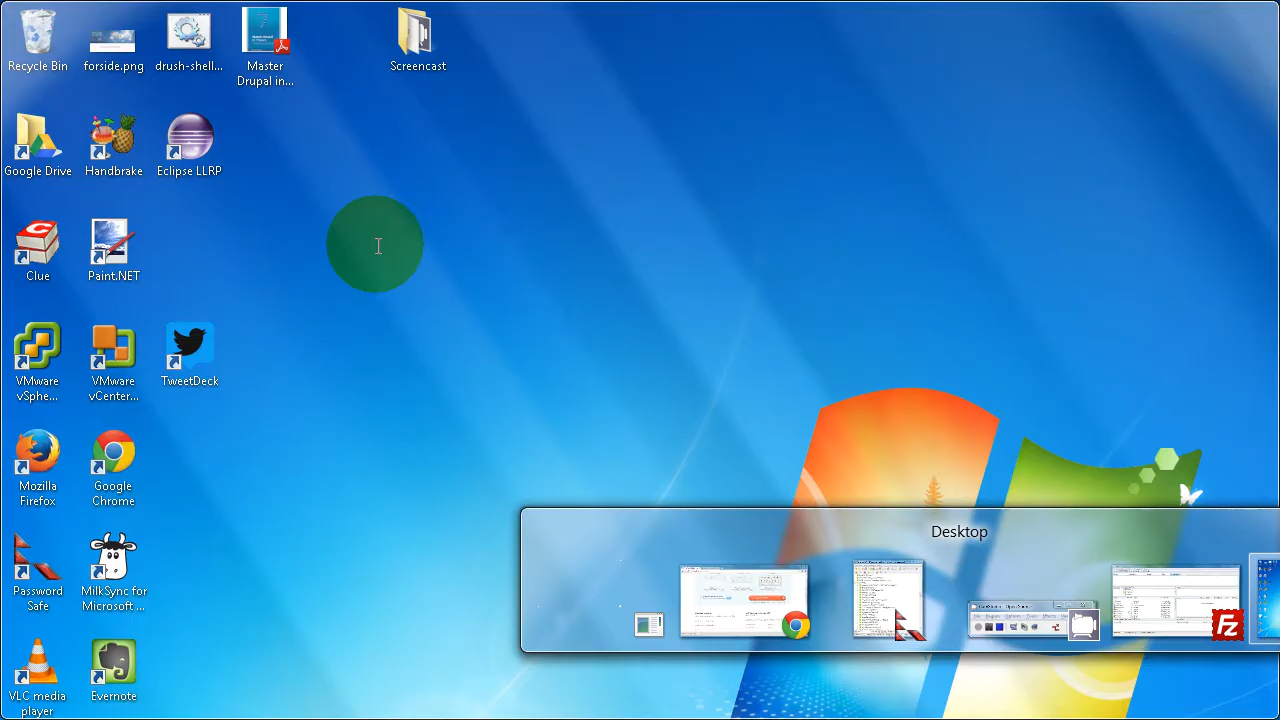 Recycle Bin
forside.png
drush-shell...
Master
Drupal in...
Screencast
Google Drive
Handbrake
Eclipse LLRP
Clue
Paint.NET
VMware
vSphe...
VMware
vCenter...
TweetDeck
Mozilla
Firefox
Google
Chrome
Desktop
Password
Safe
MilkSync for
Microsoft ...
VLC media
player
Evernote